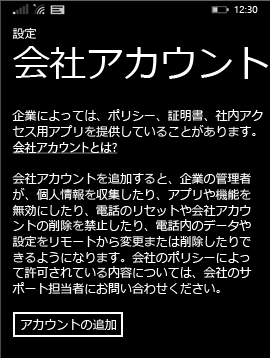 12:30
設定
会社アカウント
企業によっては、ポリシー、証明書、社内アク
セス用アプリを提供していることがあります。
会社アカウントとは?
会社アカウントを追加すると、企業の管理者
が、個人情報を収集したり、アプリや機能を
無効にしたり、電話のリセットや会社アカウ
ントの削除を禁止したり、電話内のデータや
設定をリモートから変更または削除したりで
きるようになります。会社のポリシーによっ
て許可されている内容については、会社のサ
ポート担当者にお問い合わせください。
アカウントの追加